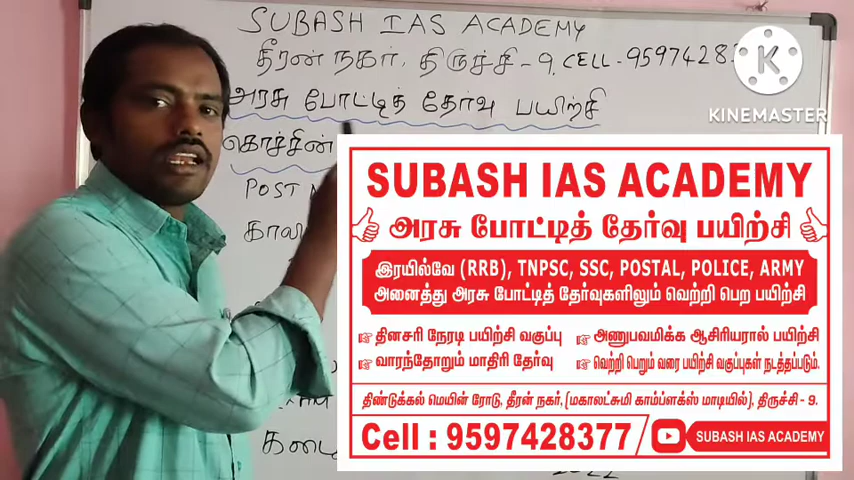 SUBASH IAS ACADEMY
தீரன் நகர், திருச்சி - 9. CELL - 9597428
அரசு போட்டித் தேர்வு பயிற்சி
கொச்சின்
POST
KINEMASTER
SUBASH IAS ACADEMY
அரசு போட்டித் தேர்வு பயிற்சி
இரயில்வே (RRB), TNPSC, SSC, POSTAL, POLICE, ARMY
அனைத்து அரசு போட்டித் தேர்வுகளிலும் வெற்றி பெற பயிற்சி
தினசரி நேரடி பயிற்சி வகுப்பு
அணுபவமிக்க ஆசிரியரால் பயிற்சி
வாரந்தோறும் மாதிரி தேர்வு
வெற்றி பெறும் வரை பயிற்சி வகுப்புகள் நடத்தப்படும்.
திண்டுக்கல் மெயின் ரோடு, தீரன் நகர், (மகாலட்சுமி காம்ப்ளக்ஸ் மாடியில்), திருச்சி - 9.
Cell : 9597428377
SUBASH IAS ACADEMY